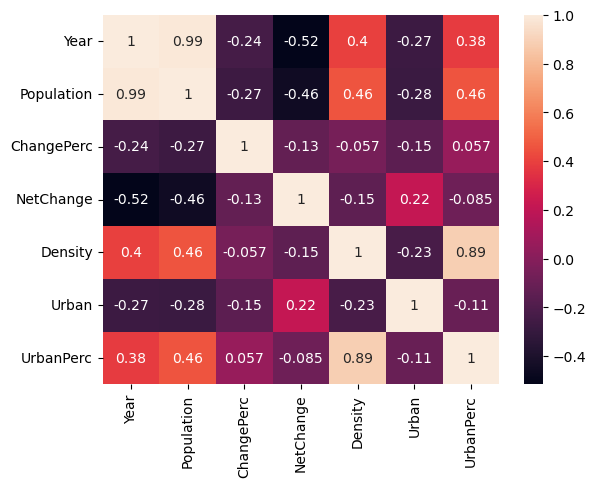 Year 1 0.99 -0.24 -0.52 0.4 -0.27 0.38
Population 0.99 1 -0.27 -0.46 0.46 -0.28 0.46
ChangePerc -0.24 -0.27 1 -0.13 -0.057 -0.15 0.057
NetChange -0.52 -0.46 -0.13 1 -0.15 0.22 -0.085
Density 0.4 0.46 -0.057 -0.15 1 -0.23 0.89
Urban -0.27 -0.28 -0.15 0.22 -0.23 1 -0.11
UrbanPerc 0.38 0.46 0.057 -0.085 0.89 -0.11 1
Year
Population
ChangePerc
NetChange
Density
Urban
UrbanPerc
1.0
0.8
0.6
0.4
0.2
0.0
−0.2
−0.4